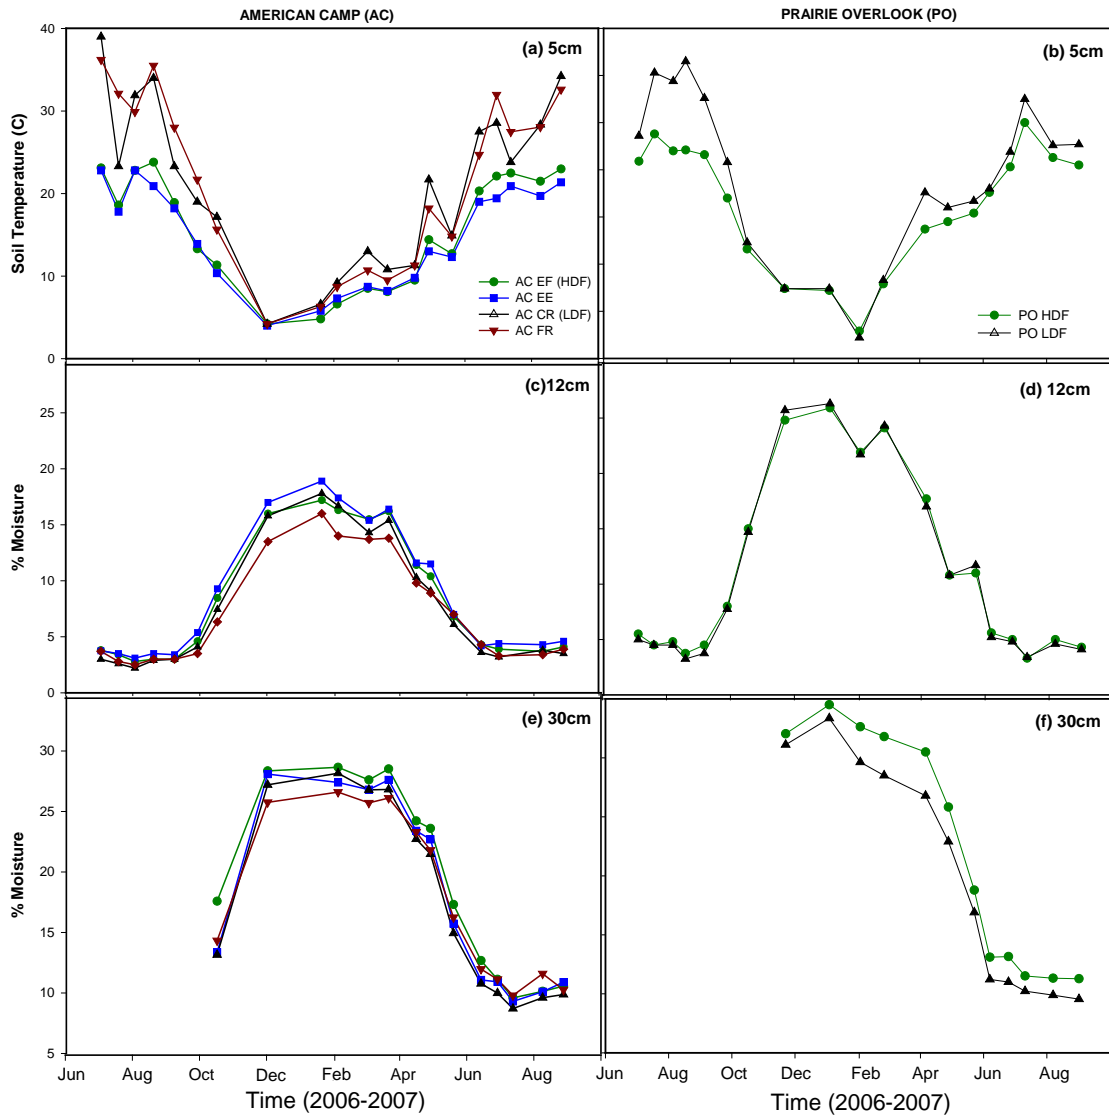 AMERICAN CAMP (AC)
PRAIRIE OVERLOOK (PO)
40
30
20
10
0
Soil Temperature (C)
(a) 5cm
AC EF (HDF)
AC EE
AC CR (LDF)
AC FR
(b) 5cm
PO HDF
PO LDF
25
20
15
10
5
0
% Moisture
(c)12cm
(d) 12cm
30
25
20
15
10
5
% Moisture
(e) 30cm
(f) 30cm
Jun Aug Oct Dec Feb Apr Jun Aug
Jun Aug Oct Dec Feb Apr Jun Aug
Time (2006-2007)
Time (2006-2007)